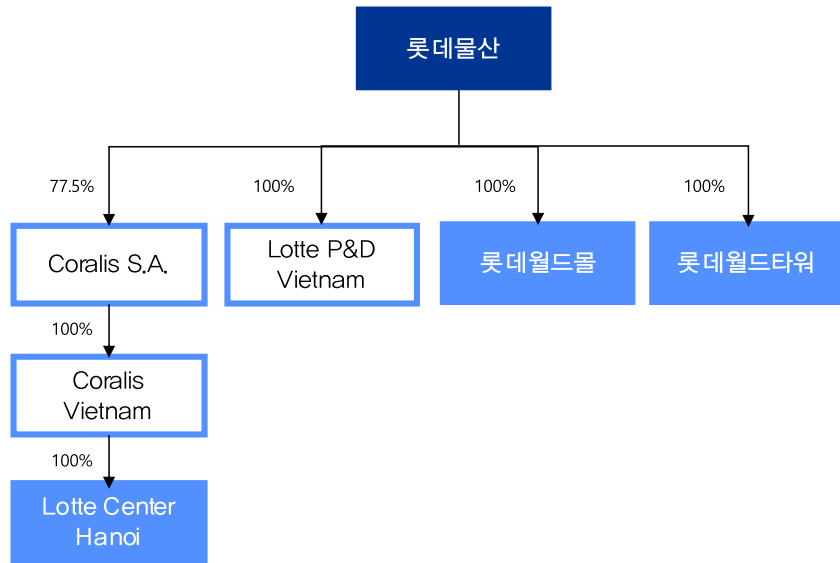 롯데물산
77.5%
100%
100%
100%
Coralis S.A.
Lotte P&D
Vietnam
롯데월드몰
롯데월드타워
100%
Coralis
Vietnam
100%
Lotte Center
Hanoi